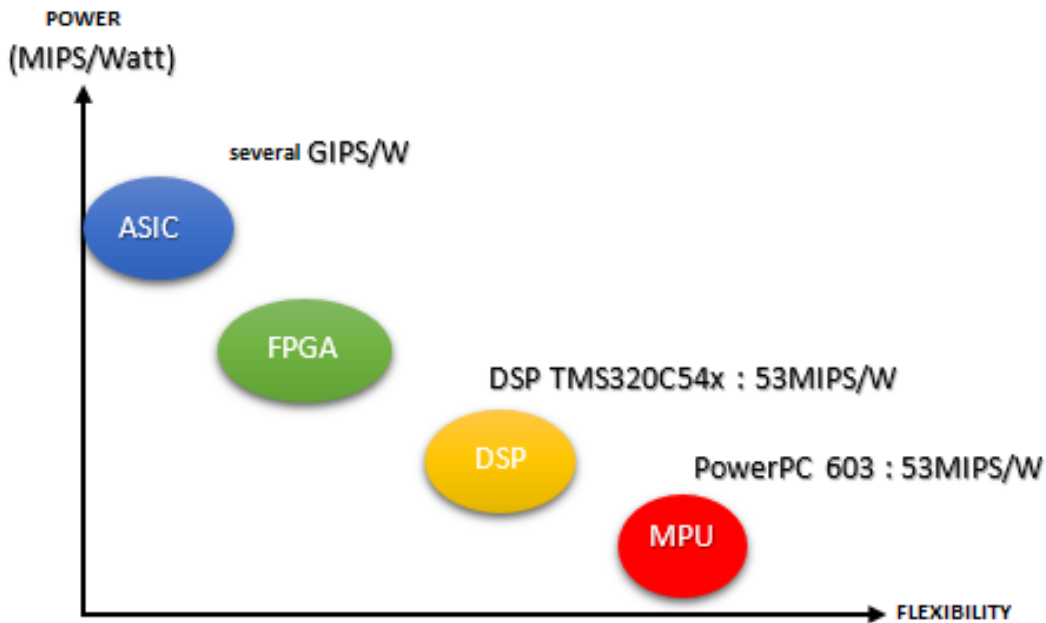 POWER
(MIPS/Watt)
several GIPS/W
ASIC
FPGA
DSP TMS320C54x : 53MIPS/W
DSP
PowerPC 603 : 53MIPS/W
MPU
FLEXIBILITY